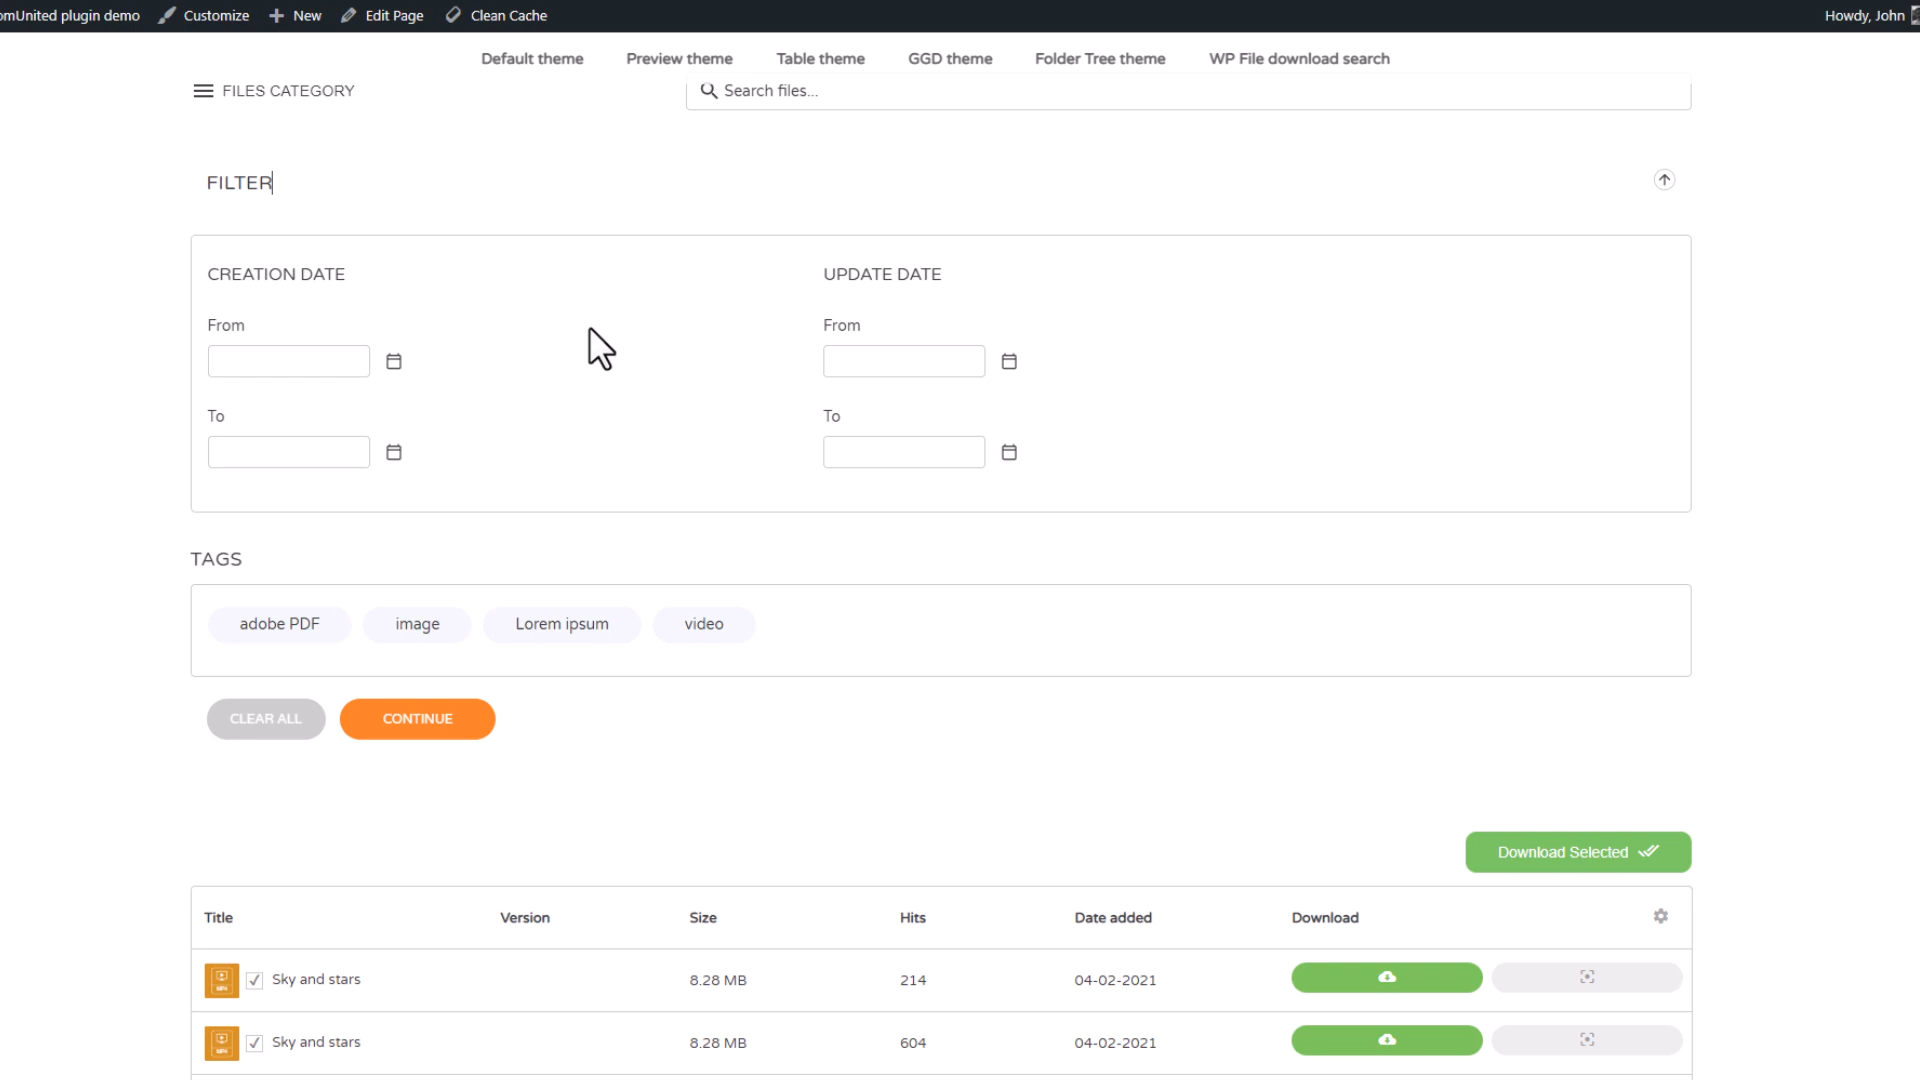 omUnited plugin demo Customize New Edit Page Clean Cache Howdy, John
Default theme Preview theme Table theme GGD theme Folder Tree theme WP File download search
FILES CATEGORY Search files...
FILTER
CREATION DATE UPDATE DATE
From From
To To
TAGS
adobe PDF image Lorem ipsum video
CLEAR ALL CONTINUE
Download Selected
Title Version Size Hits Date added Download
Sky and stars 8.28 MB 214 04-02-2021
Sky and stars 8.28 MB 604 04-02-2021